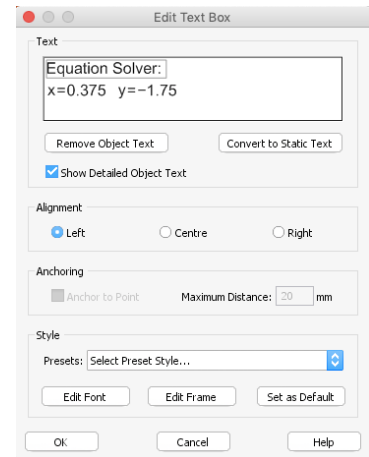 Edit Text Box
Text
Equation Solver:
x=0.375 y=−1.75
Remove Object Text Convert to Static Text
Show Detailed Object Text
Alignment
Left Centre Right
Anchoring
Anchor to Point Maximum Distance: 20 mm
Style
Presets: Select Preset Style...
Edit Font Edit Frame Set as Default
OK Cancel Help